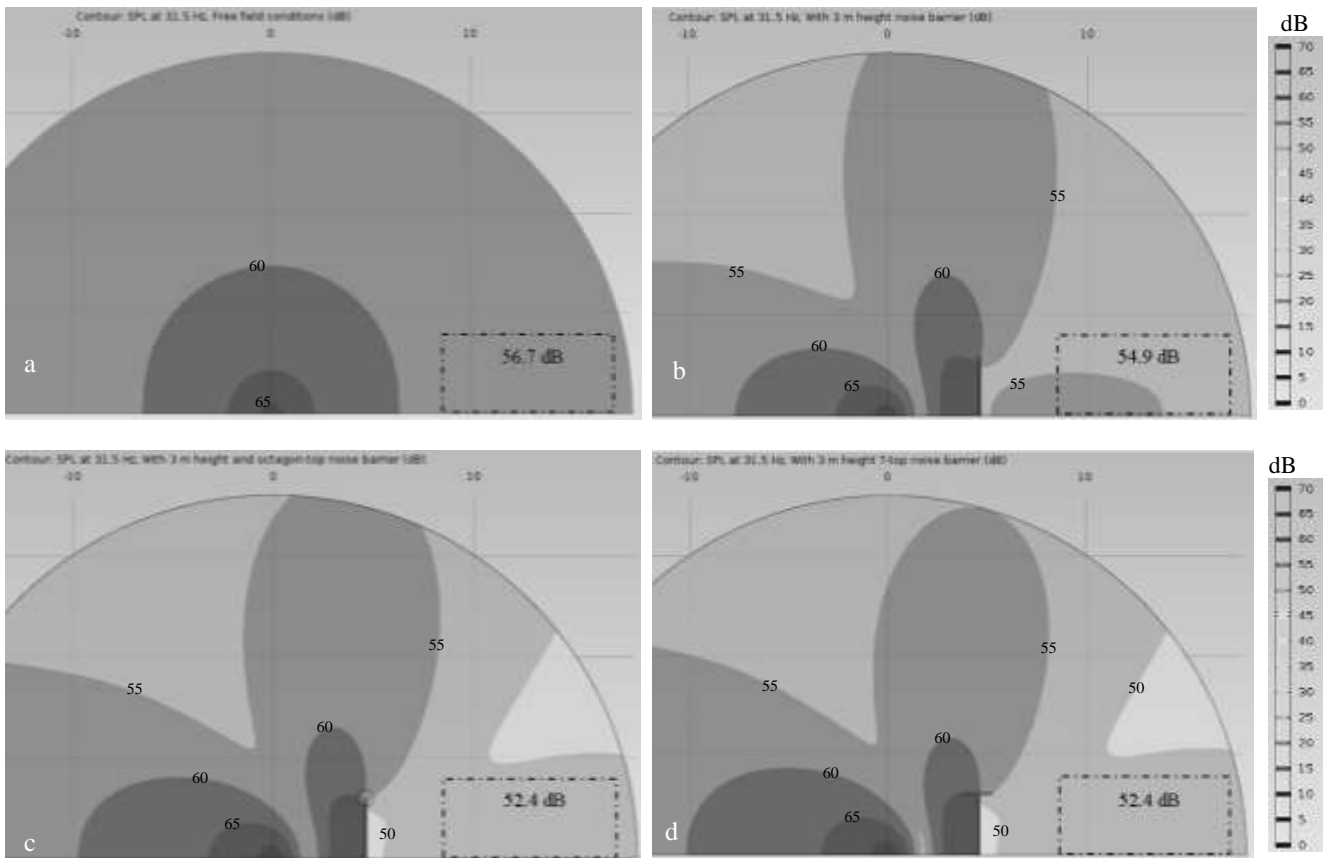 Contour: SPL at 31.5 Hz, Free field conditions (dB)
-10 0 10
60
65
56.7 dB
a
Contour: SPL at 31.5 Hz, With 3 m height noise barrier (dB)
-10 0 10
55
55
60
60
65
55
54.9 dB
b
dB
70
65
60
55
50
45
40
35
30
25
20
15
10
5
0
Contour: SPL at 31.5 Hz, With 3 m height and octagon-top noise barrier (dB)
-10 0 10
55
55
60
60
65
50
52.4 dB
c
Contour: SPL at 31.5 Hz, With 3 m height T-top noise barrier (dB)
-10 0 10
55
55
50
60
60
65
50
52.4 dB
d
dB
70
65
60
55
50
45
40
35
30
25
20
15
10
5
0